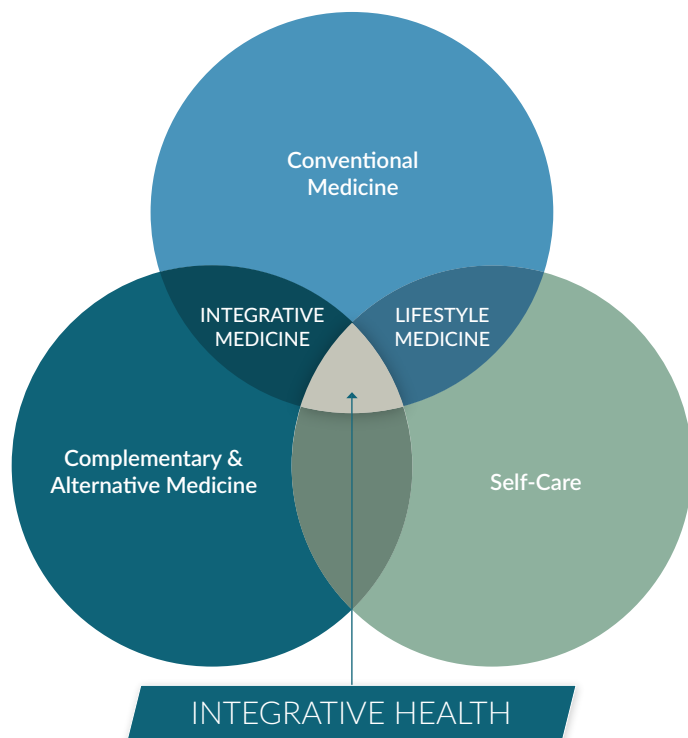 Conventional
Medicine
INTEGRATIVE
MEDICINE
LIFESTYLE
MEDICINE
Complementary &
Alternative Medicine
Self-Care
INTEGRATIVE HEALTH